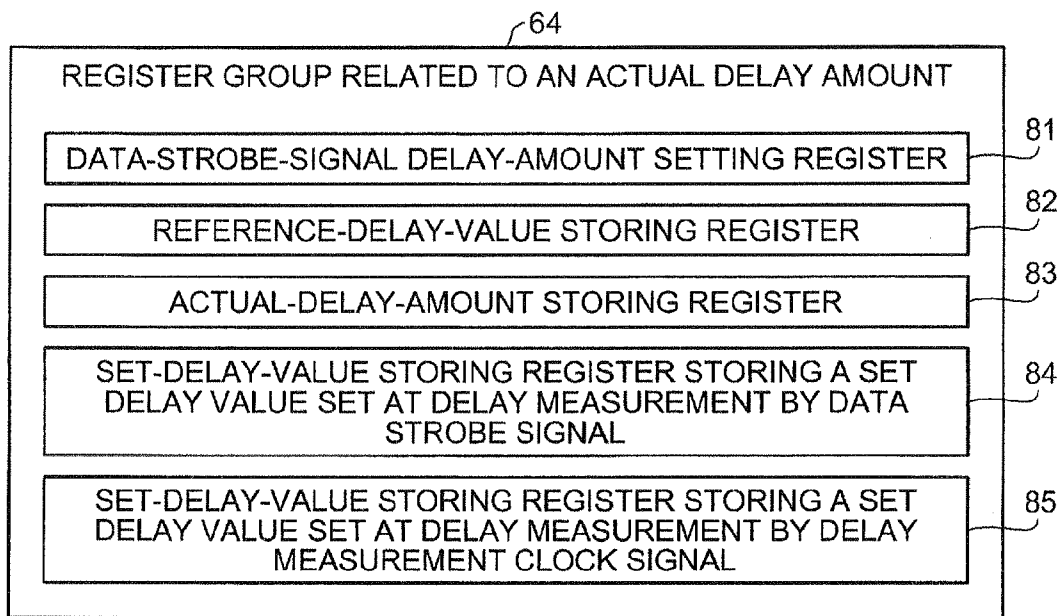 64
REGISTER GROUP RELATED TO AN ACTUAL DELAY AMOUNT
DATA-STROBE-SIGNAL DELAY-AMOUNT SETTING REGISTER
81
REFERENCE-DELAY-VALUE STORING REGISTER
82
ACTUAL-DELAY-AMOUNT STORING REGISTER
83
SET-DELAY-VALUE STORING REGISTER STORING A SET
DELAY VALUE SET AT DELAY MEASUREMENT BY DATA
STROBE SIGNAL
84
SET-DELAY-VALUE STORING REGISTER STORING A SET
DELAY VALUE SET AT DELAY MEASUREMENT BY DELAY
MEASUREMENT CLOCK SIGNAL
85